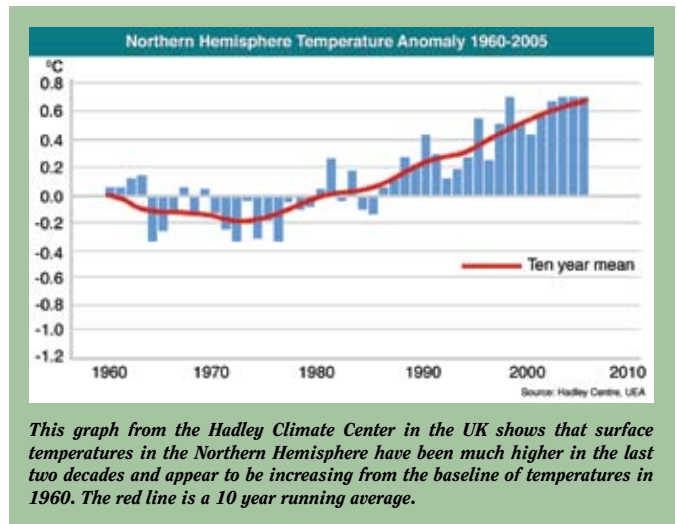 Northern Hemisphere Temperature Anomaly 1960-2005
ºC
0.8
0.6
0.4
0.2
0.0
-0.2
-0.4
-0.6
-0.8
-1.0
-1.2
Ten year mean
1960 1970 1980 1990 2000 2010
Source: Hadley Centre, UEA
This graph from the Hadley Climate Center in the UK shows that surface
temperatures in the Northern Hemisphere have been much higher in the last
two decades and appear to be increasing from the baseline of temperatures in
1960. The red line is a 10 year running average.